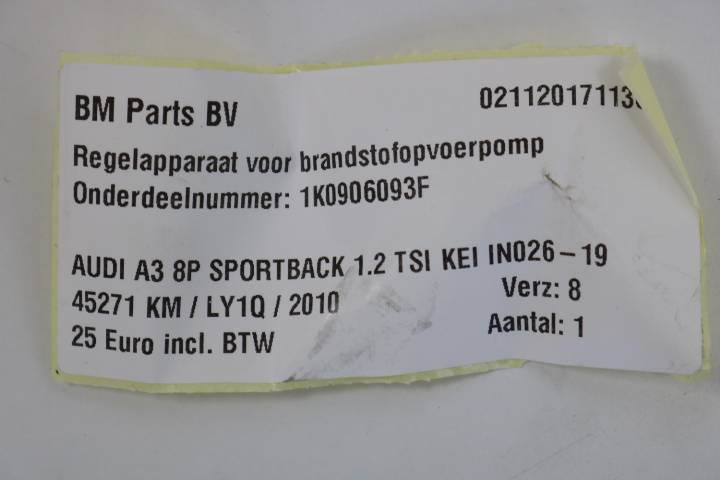 BM Parts BV
Regelapparaat voor brandstofopvoerpomp
Onderdeelnummer: 1K0906093F
AUDI A3 8P SPORTBACK 1.2 TSI KEI IN026-19
45271 KM / LY1Q / 2010
Verz: 8
25 Euro incl. BTW
Aantal: 1